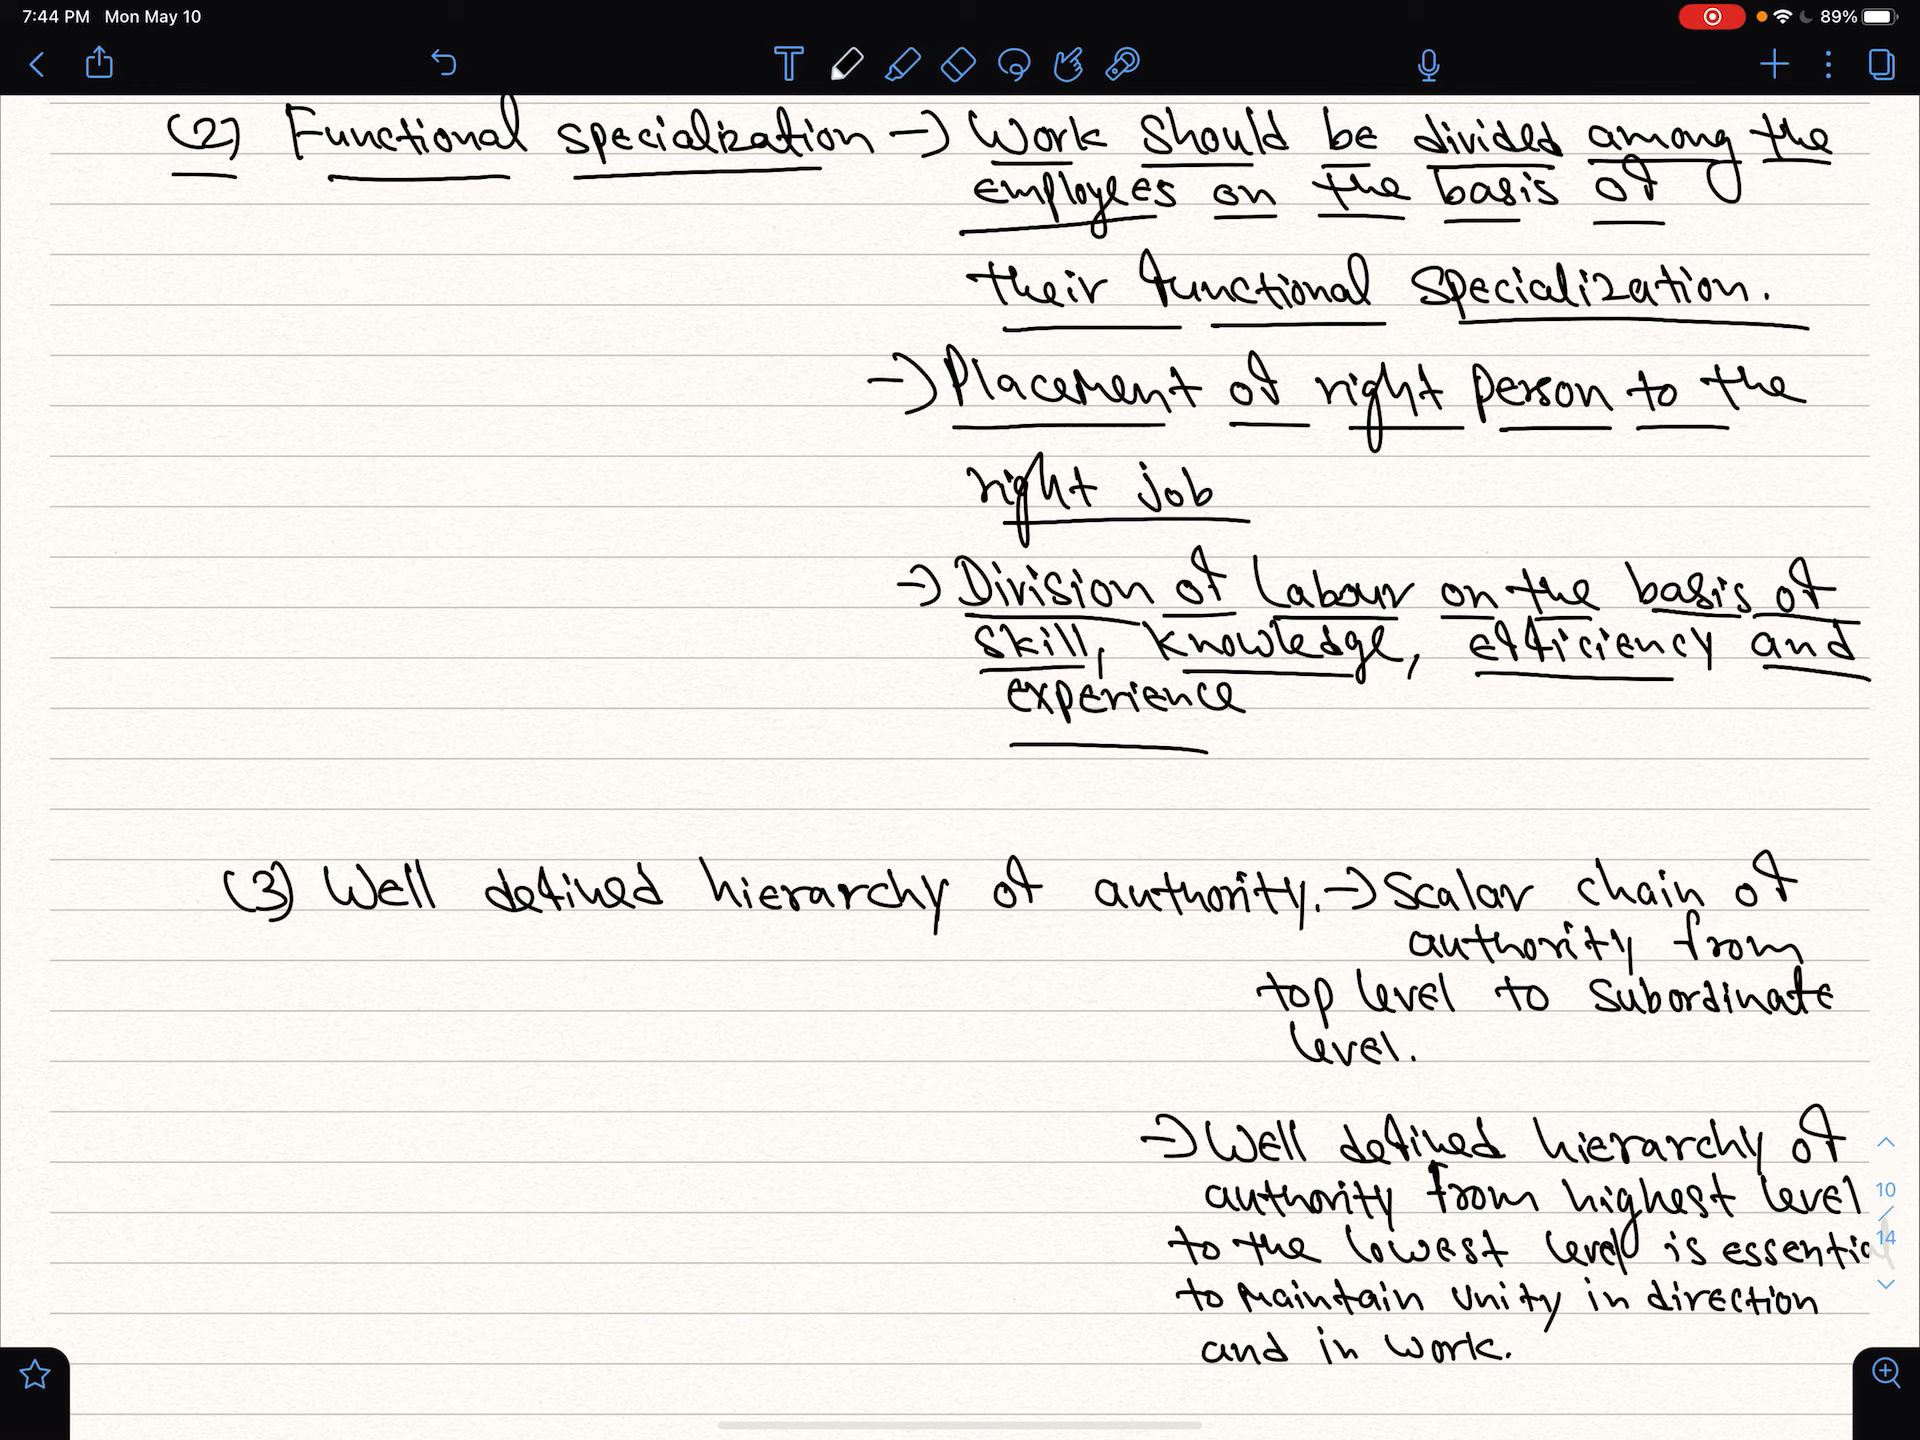 7:44 PM Mon May 10
89%
(2) Functional specialization -> Work should be divided among the
employees on the basis of
their functional specialization.
-> Placement of right person to the
right job
-> Division of Labour on the basis of
skill, knowledge, efficiency and
experience
(3) Well defined hierarchy of authority. -> Scalar chain of
authority from
top level to subordinate
level.
-> Well defined hierarchy of
authority from highest level
to the lowest level is essential
to maintain unity in direction
and in work.
10
/
14